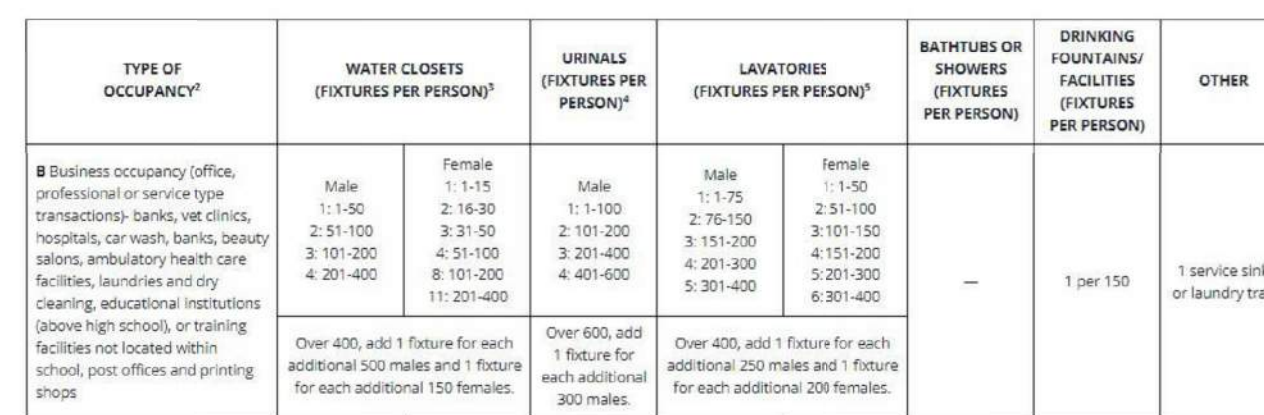 TYPE OF
OCCUPANCY²
WATER CLOSETS
(FIXTURES PER PERSON)³
URINALS
(FIXTURES PER
PERSON)⁴
LAVATORIES
(FIXTURES PER PERSON)⁵
BATHTUBS OR
SHOWERS
(FIXTURES
PER PERSON)
DRINKING
FOUNTAINS/
FACILITIES
(FIXTURES
PER PERSON)
OTHER
B Business occupancy (office,
professional or service type
transactions)- banks, vet clinics,
hospitals, car wash, banks, beauty
salons, ambulatory health care
facilities, laundries and dry
cleaning, educational institutions
(above high school), or training
facilities not located within
school, post offices and printing
shops
Male
1: 1-50
2: 51-100
3: 101-200
4: 201-400
Female
1: 1-15
2: 16-30
3: 31-50
4: 51-100
8: 101-200
11: 201-400
Over 400, add 1 fixture for each
additional 500 males and 1 fixture
for each additional 150 females.
Male
1: 1-100
2: 101-200
3: 201-400
4: 401-600
Over 600, add
1 fixture for
each additional
300 males.
Male
1: 1-75
2: 76-150
3: 151-200
4: 201-300
5: 301-400
Female
1: 1-50
2: 51-100
3:101-150
4:151-200
5:201-300
6:301-400
Over 400, add 1 fixture for each
additional 250 males and 1 fixture
for each additional 200 females.
—
1 per 150
1 service sink
or laundry tra